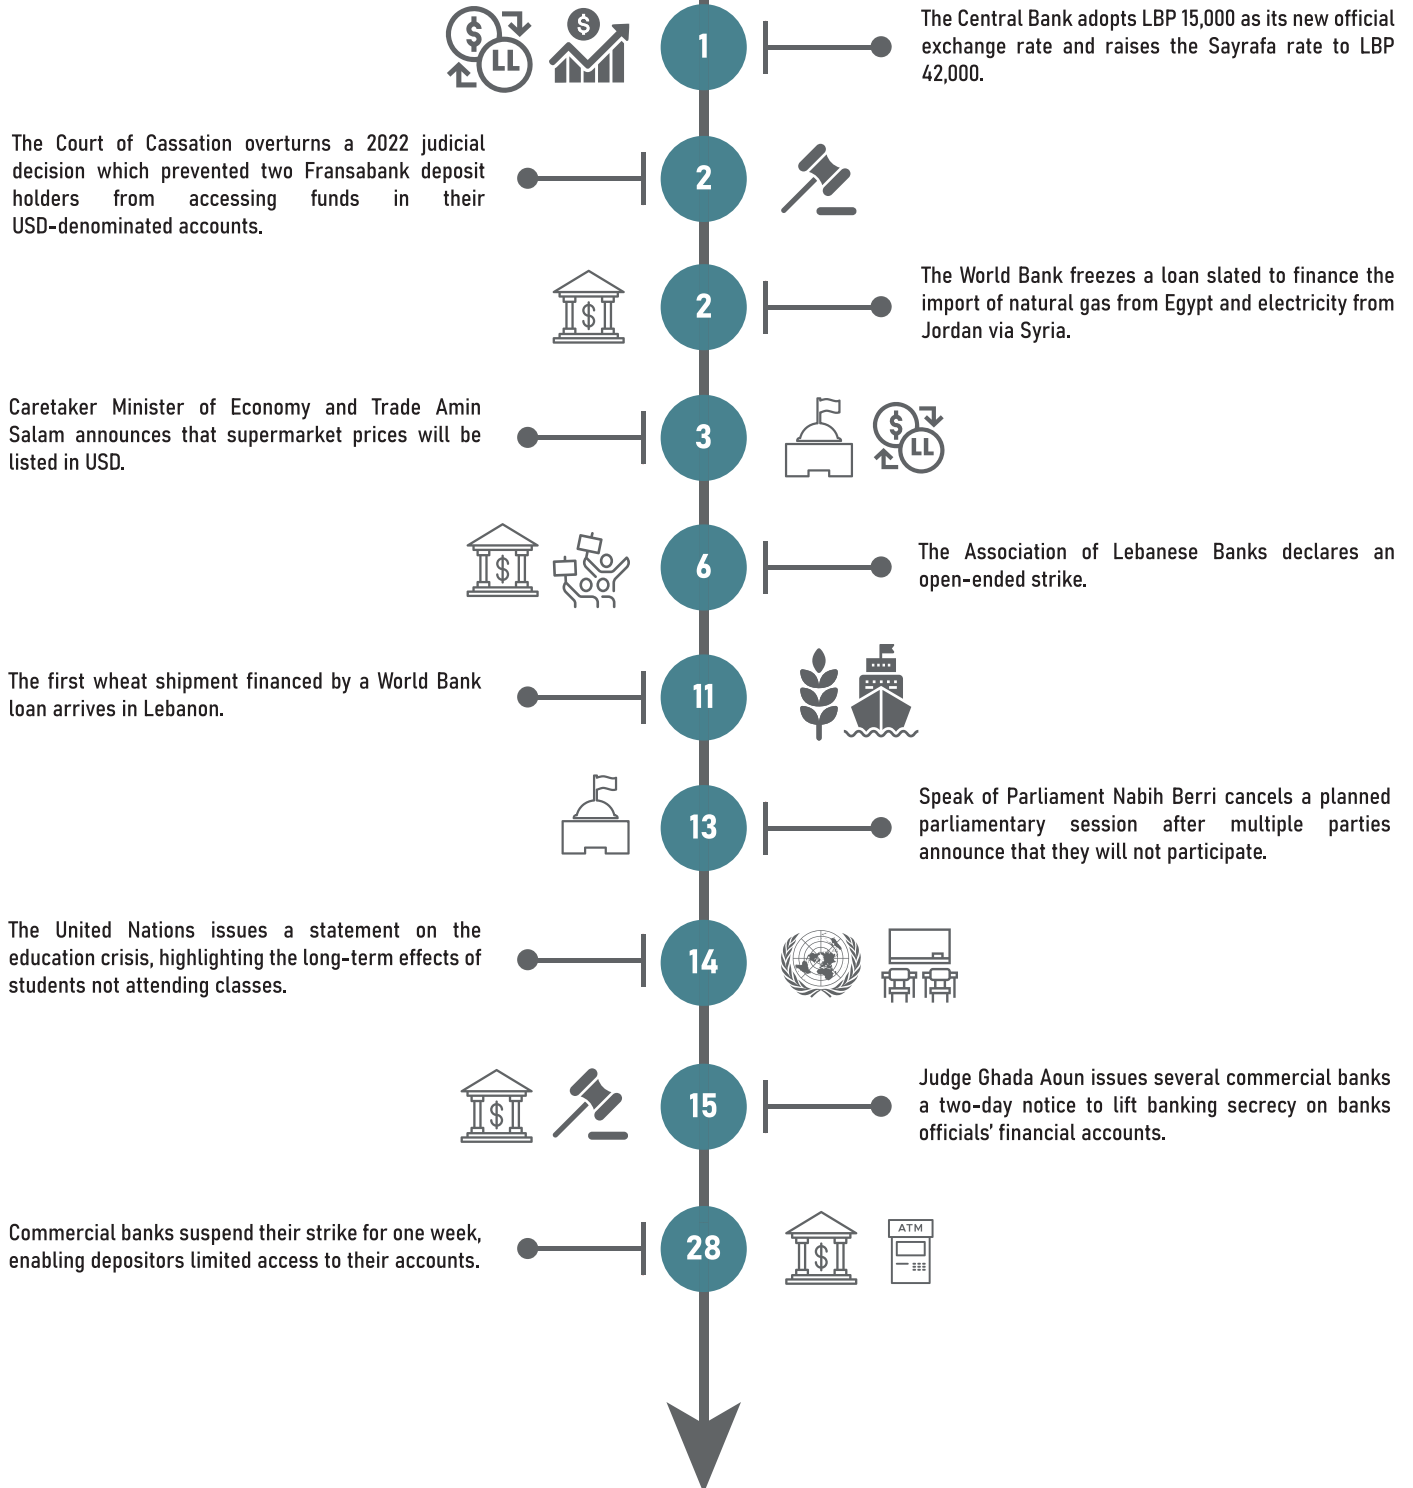 1
The Central Bank adopts LBP 15,000 as its new official
exchange rate and raises the Sayrafa rate to LBP
42,000.
$
LL
$
The Court of Cassation overturns a 2022 judicial
decision which prevented two Fransabank deposit
holders from accessing funds in their
USD-denominated accounts.
2
2
$
The World Bank freezes a loan slated to finance the
import of natural gas from Egypt and electricity from
Jordan via Syria.
Caretaker Minister of Economy and Trade Amin
Salam announces that supermarket prices will be
listed in USD.
3
$
LL
$
6
The Association of Lebanese Banks declares an
open-ended strike.
The first wheat shipment financed by a World Bank
loan arrives in Lebanon.
11
13
Speak of Parliament Nabih Berri cancels a planned
parliamentary session after multiple parties
announce that they will not participate.
The United Nations issues a statement on the
education crisis, highlighting the long-term effects of
students not attending classes.
14
$
15
Judge Ghada Aoun issues several commercial banks
a two-day notice to lift banking secrecy on banks
officials’ financial accounts.
Commercial banks suspend their strike for one week,
enabling depositors limited access to their accounts.
28
$
ATM